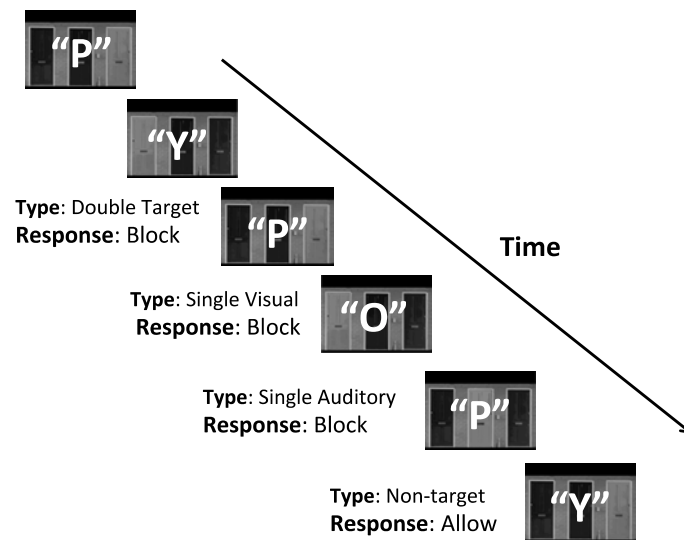 “P”
“Y”
Type: Double Target
Response: Block
“P”
Time
Type: Single Visual
Response: Block
“O”
Type: Single Auditory
Response: Block
“P”
Type: Non-target
Response: Allow
“Y”